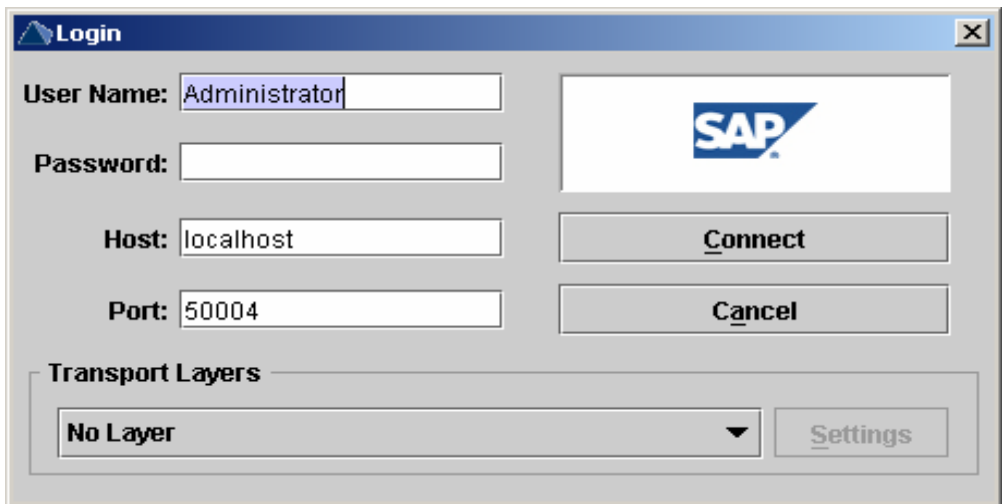 Login
User Name: Administrator
Password:
SAP
Host: localhost
Connect
Port: 50004
Cancel
Transport Layers
No Layer
Settings